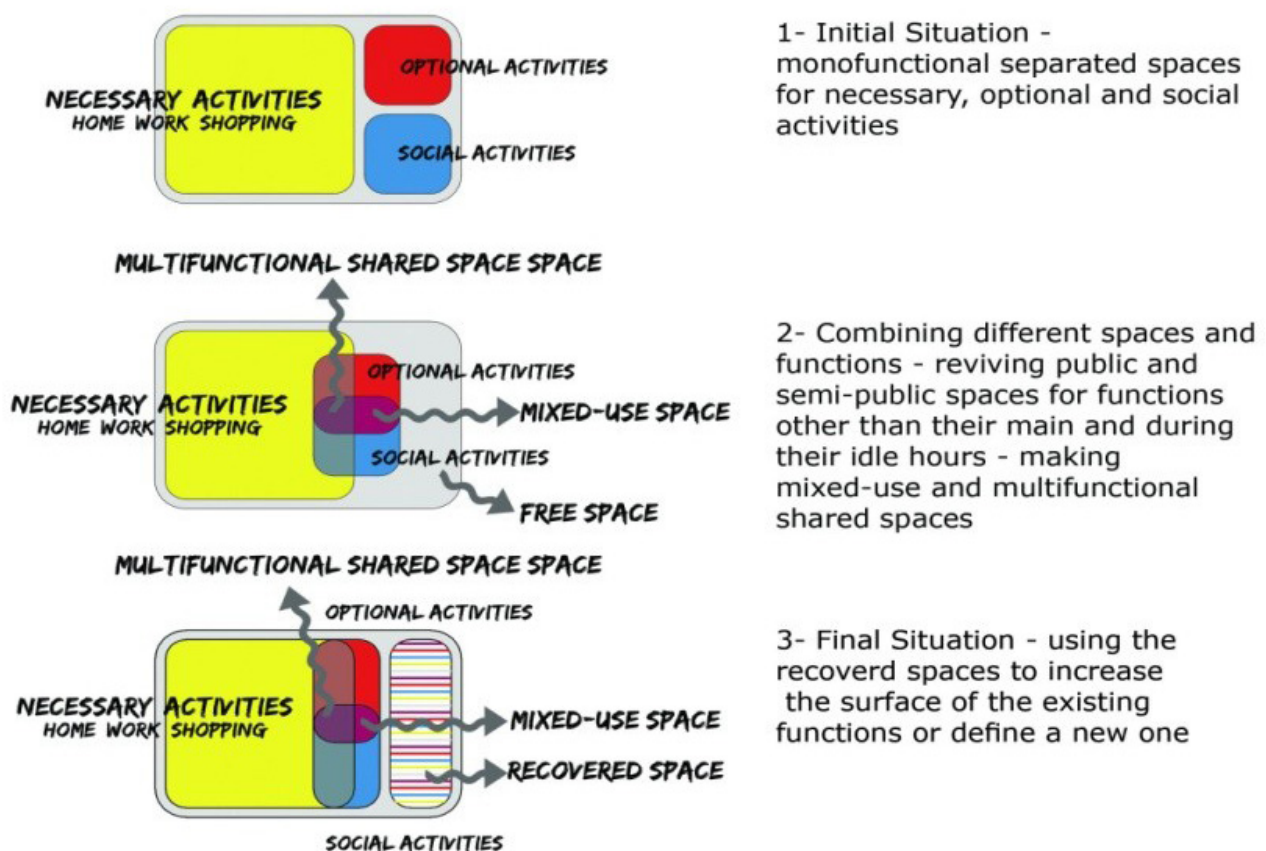 OPTIONAL ACTIVITIES
NECESSARY ACTIVITIES
HOME WORK SHOPPING
SOCIAL ACTIVITIES
1- Initial Situation -
monofunctional separated spaces
for necessary, optional and social
activities
MULTIFUNCTIONAL SHARED SPACE SPACE
OPTIONAL ACTIVITIES
NECESSARY ACTIVITIES
HOME WORK SHOPPING
MIXED-USE SPACE
SOCIAL ACTIVITIES
FREE SPACE
2- Combining different spaces and
functions - reviving public and
semi-public spaces for functions
other than their main and during
their idle hours - making
mixed-use and multifunctional
shared spaces
MULTIFUNCTIONAL SHARED SPACE SPACE
OPTIONAL ACTIVITIES
NECESSARY ACTIVITIES
HOME WORK SHOPPING
MIXED-USE SPACE
RECOVERED SPACE
SOCIAL ACTIVITIES
3- Final Situation - using the
recoverd spaces to increase
the surface of the existing
functions or define a new one